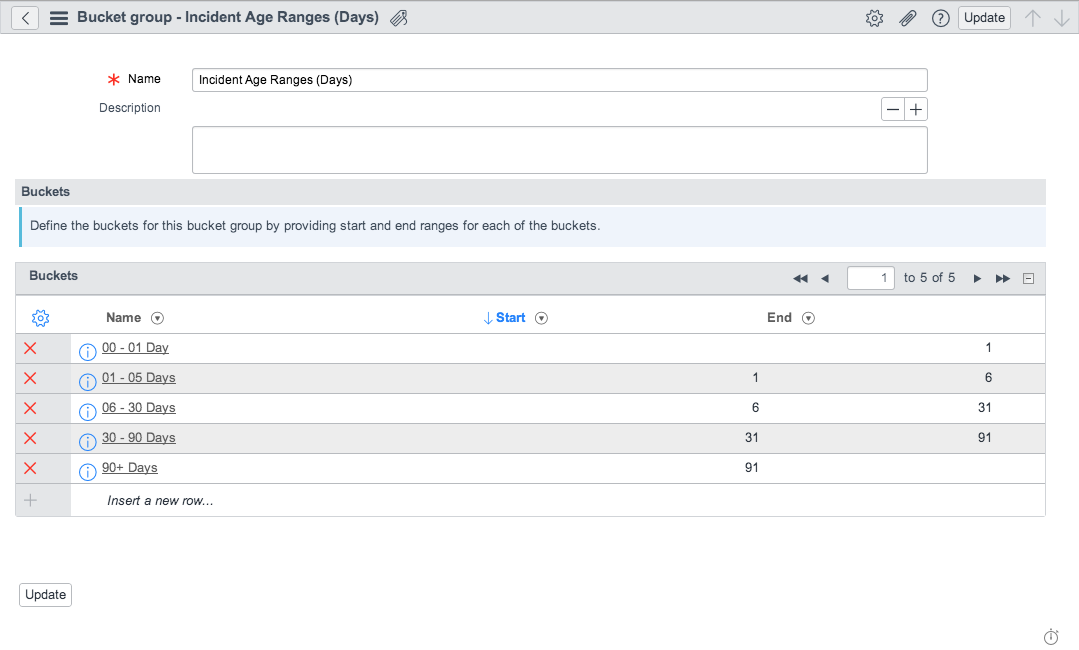 Bucket group - Incident Age Ranges (Days) ? Update
* Name Incident Age Ranges (Days)
Description
Buckets
Define the buckets for this bucket group by providing start and end ranges for each of the buckets.
Buckets 1 to 5 of 5
Name Start End
00 - 01 Day 1
01 - 05 Days 1 6
06 - 30 Days 6 31
30 - 90 Days 31 91
90+ Days 91
Insert a new row...
Update